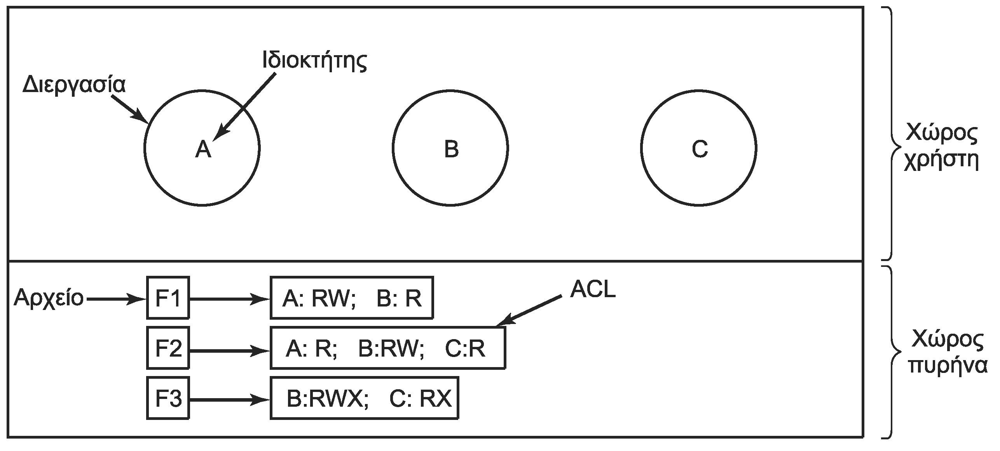 Ιδιοκτήτης
Διεργασία
A
B
C
Χώρος
χρήστη
Αρχείο
F1
A: RW; B: R
ACL
F2
A: R; B:RW; C:R
F3
B:RWX; C: RX
Χώρος
πυρήνα